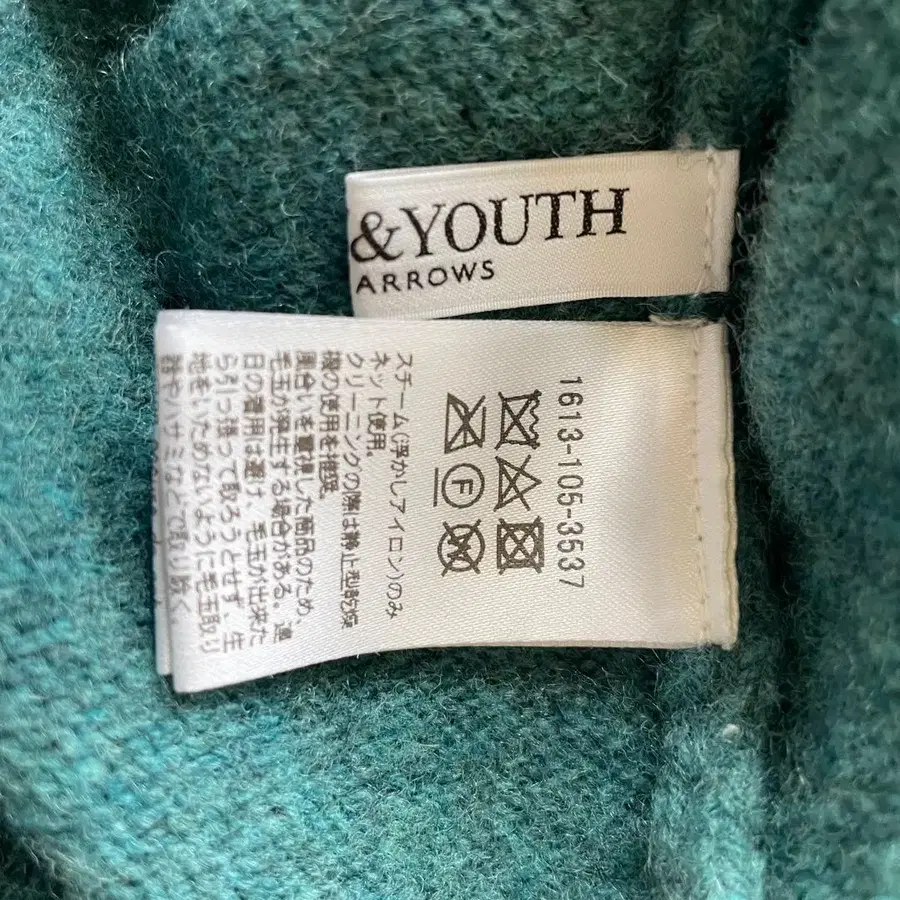 &YOUTH
ARROWS
1613-105-3537
F
W
スチーム(浮かしアイロン)のみ
ネット使用。
クリーニングの際は静止型乾燥
機の使用を推奨。
風合いを重視した商品のため、
毛玉が発生する場合がある。連
日の着用は避け、毛玉が出来た
ら引っ張って取ろうとせず、生
地をいためないように毛玉取り
器やハサミなどで取り除く